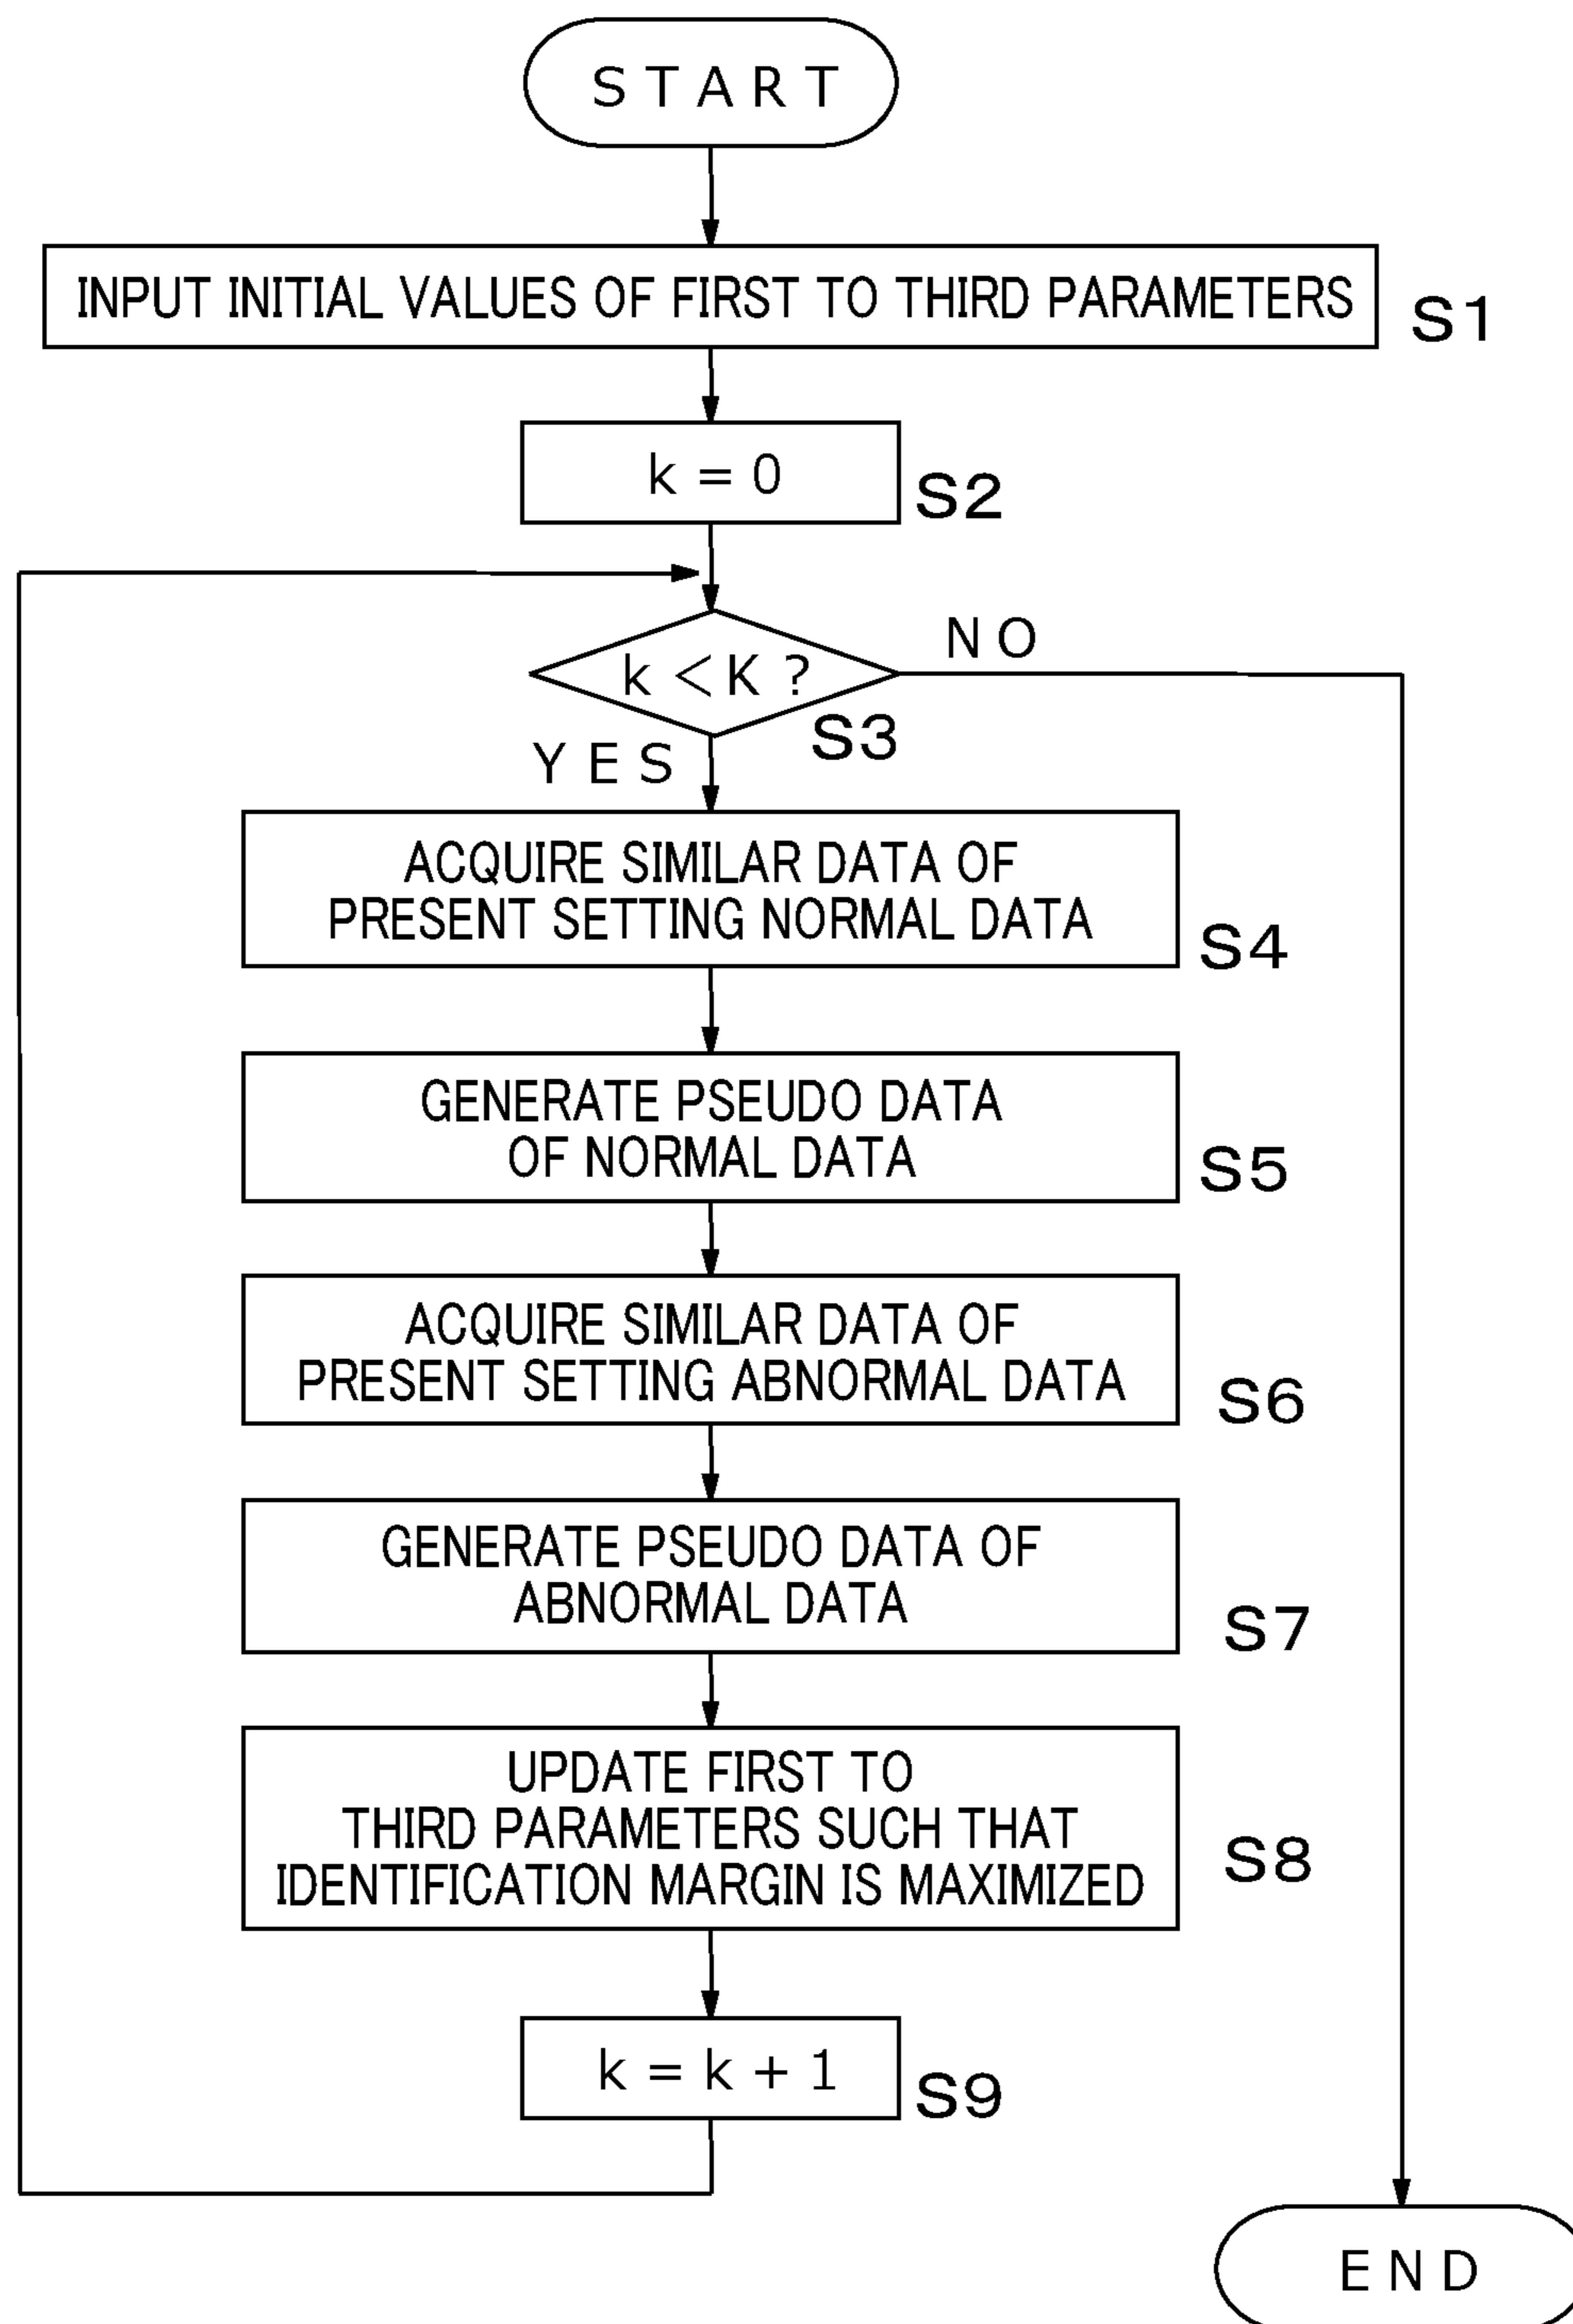 START
INPUT INITIAL VALUES OF FIRST TO THIRD PARAMETERS
S1
k = 0
S2
k < K ?
NO
S3
YES
ACQUIRE SIMILAR DATA OF
PRESENT SETTING NORMAL DATA
S4
GENERATE PSEUDO DATA
OF NORMAL DATA
S5
ACQUIRE SIMILAR DATA OF
PRESENT SETTING ABNORMAL DATA
S6
GENERATE PSEUDO DATA OF
ABNORMAL DATA
S7
UPDATE FIRST TO
THIRD PARAMETERS SUCH THAT
IDENTIFICATION MARGIN IS MAXIMIZED
S8
k = k + 1
S9
END